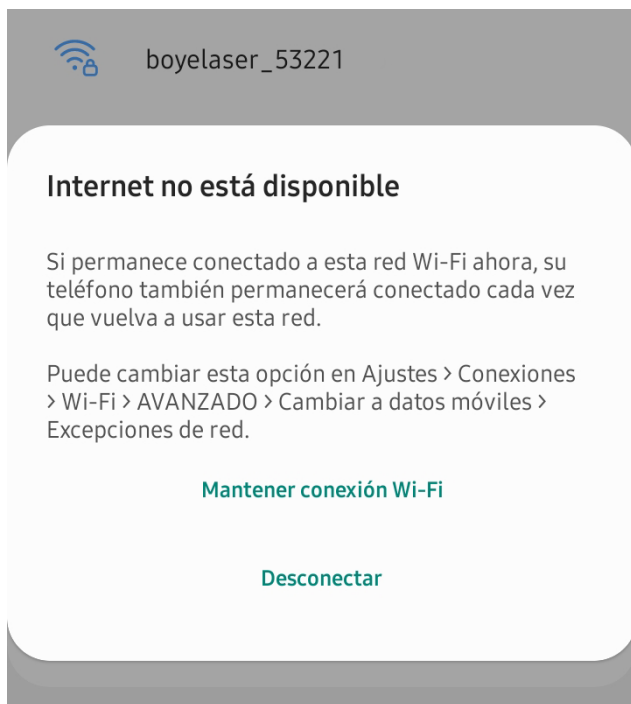 boyelaser_53221
Internet no está disponible
Si permanece conectado a esta red Wi-Fi ahora, su
teléfono también permanecerá conectado cada vez
que vuelva a usar esta red.
Puede cambiar esta opción en Ajustes > Conexiones
> Wi-Fi > AVANZADO > Cambiar a datos móviles >
Excepciones de red.
Mantener conexión Wi-Fi
Desconectar